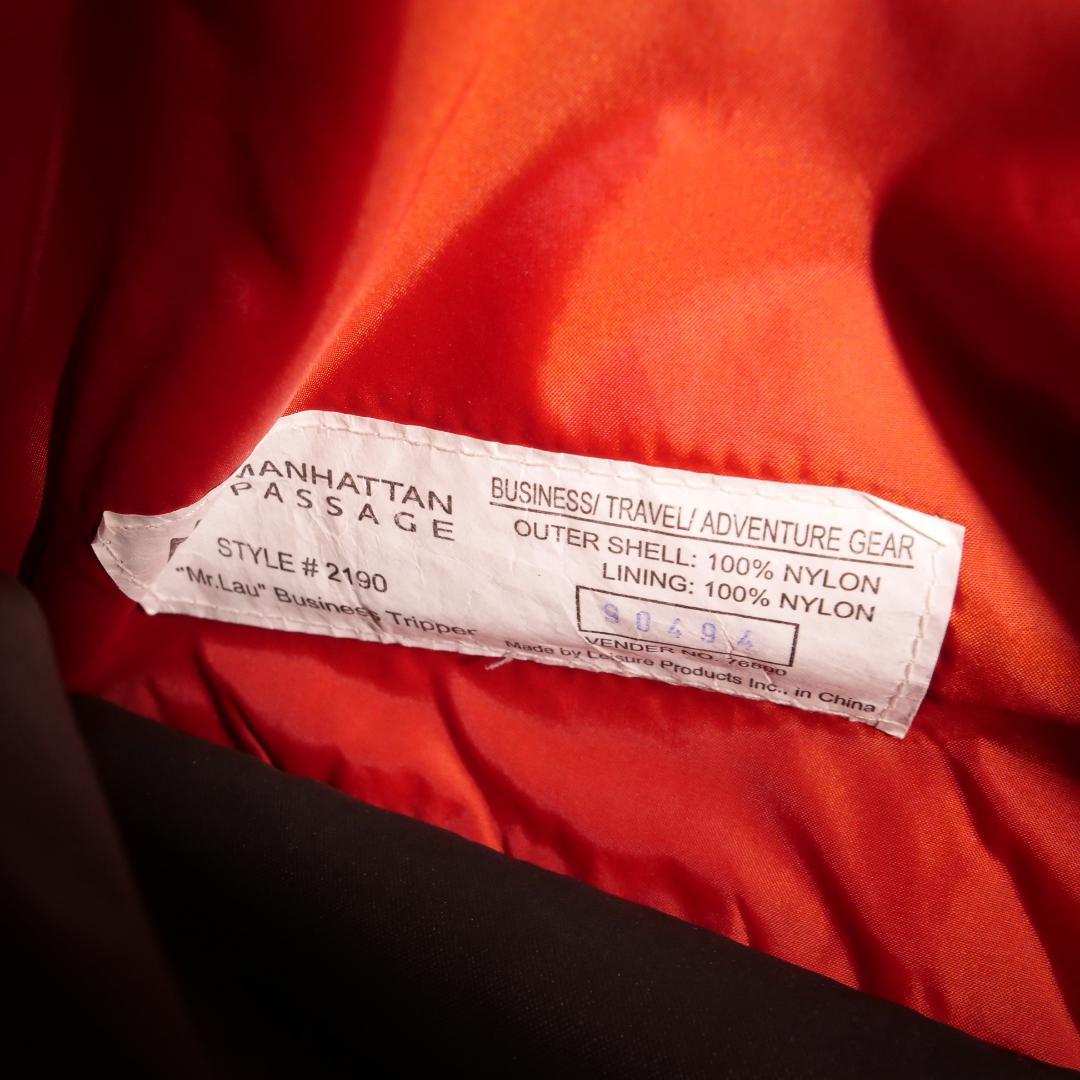 MANHATTAN
PASSAGE
STYLE # 2190
"Mr.Lau" Business Tripper
BUSINESS/ TRAVEL/ ADVENTURE GEAR
OUTER SHELL: 100% NYLON
LINING: 100% NYLON
90494
VENDER NO. 76890
Made by Leisure Products Inc., in China